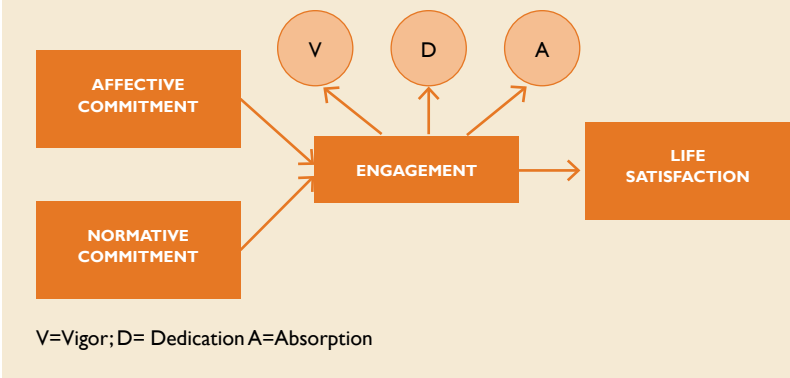 V
D
A
AFFECTIVE
COMMITMENT
ENGAGEMENT
LIFE
SATISFACTION
NORMATIVE
COMMITMENT
V=Vigor; D= Dedication A=Absorption